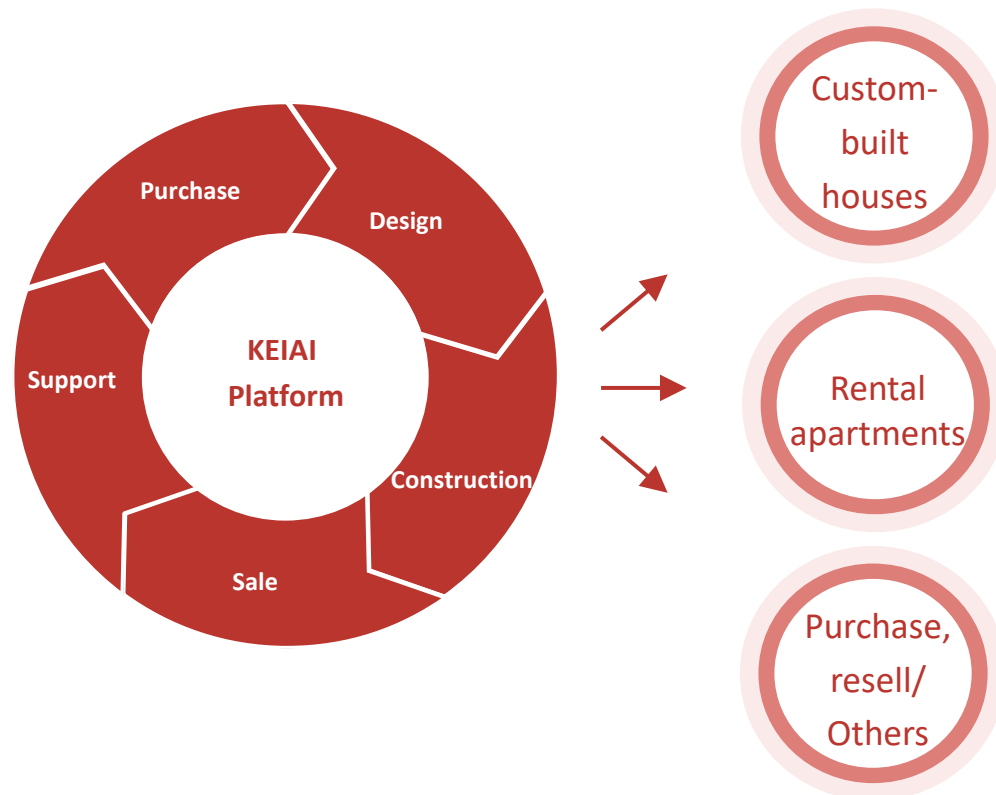 Purchase
Design
Construction
Sale
Support
KEIAI
Platform
Custom-
built
houses
Rental
apartments
Purchase,
resell/
Others